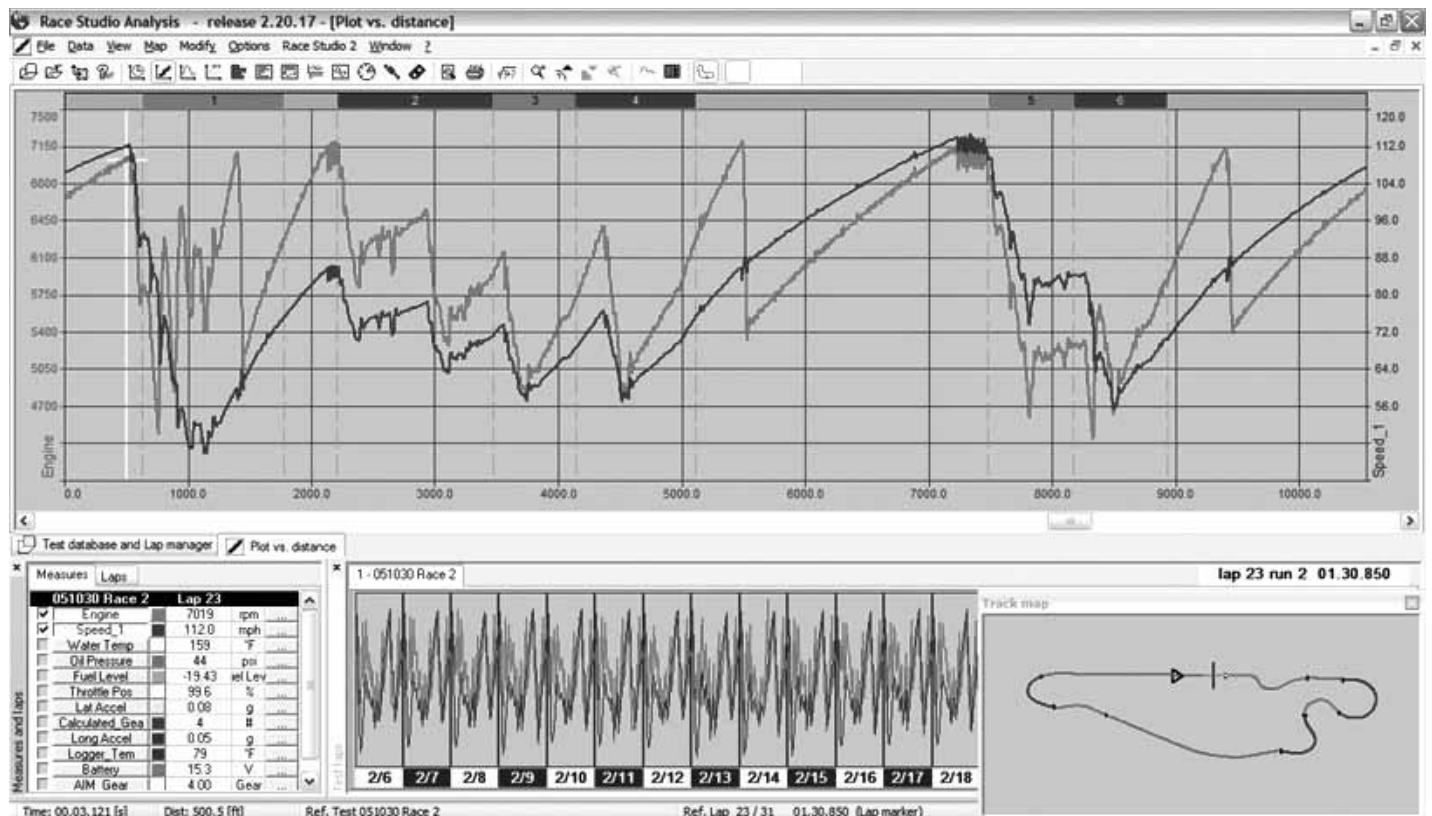 Race Studio Analysis - release 2.20.17 - [Plot vs. distance]
File Data View Map Modify Options Race Studio 2 Window ?
1 2 3 4 5 6
7500 120.0
7150 112.0
6800 104.0
6450 96.0
6100 88.0
5750 80.0
5400 72.0
5050 64.0
4700 56.0
Engine
Speed_1
0.0 1000.0 2000.0 3000.0 4000.0 5000.0 6000.0 7000.0 8000.0 9000.0 10000.0
Test database and Lap manager Plot vs. distance
Measures Laps
1 - 051030 Race 2
lap 23 run 2 01.30.850
051030 Race 2 Lap 23
Engine 7019 rpm ...
Speed_1 112.0 mph ...
Water Temp 159 °F ...
Oil Pressure 44 psi ...
Fuel Level -19.43 el Lev ...
Throttle Pos 99.6 % ...
Lat Accel 0.08 g ...
Calculated_Gea 4 # ...
Long Accel 0.05 g ...
Logger_Tem 79 °F ...
Battery 15.3 V ...
AIM_Gear 4.00 Gear ...
Measures and laps
Test laps
2/6 2/7 2/8 2/9 2/10 2/11 2/12 2/13 2/14 2/15 2/16 2/17 2/18
Track map
Time: 00.03.121 [s] Dist: 500.5 [ft] Ref. Test 051030 Race 2 Ref. Lap 23 / 31 01.30.850 (Lap marker)